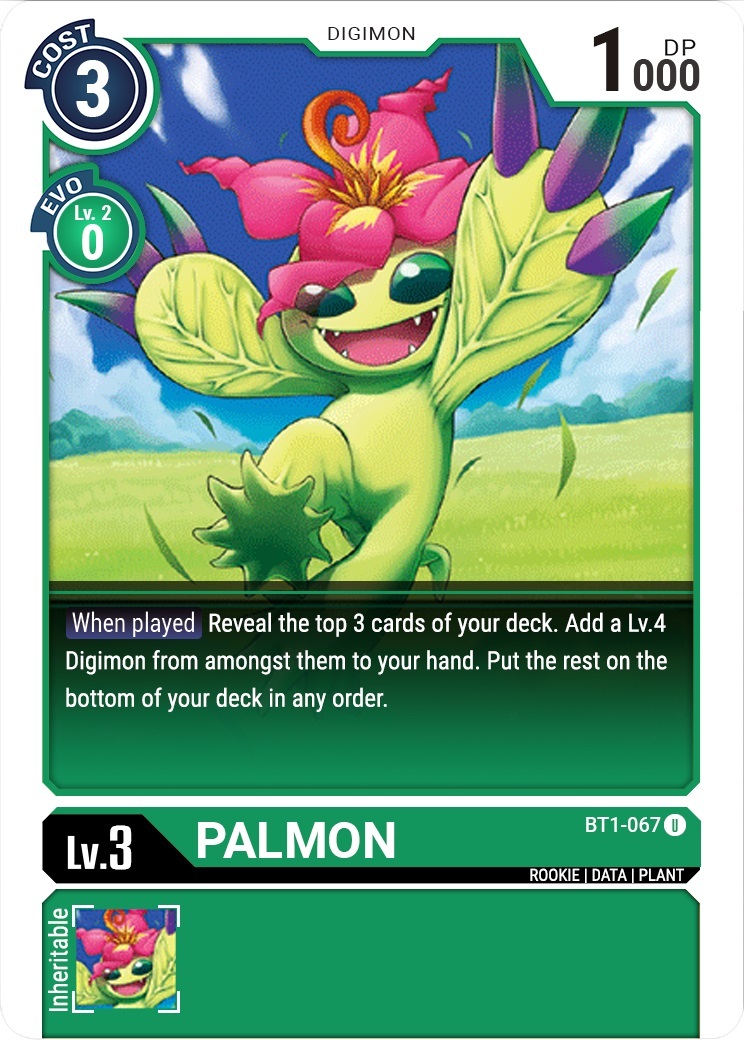 DIGIMON
COST
3
DP
1000
EVO
Lv. 2
0
When played Reveal the top 3 cards of your deck. Add a Lv.4
Digimon from amongst them to your hand. Put the rest on the
bottom of your deck in any order.
BT1-067 U
Lv.3 PALMON
ROOKIE | DATA | PLANT
Inheritable